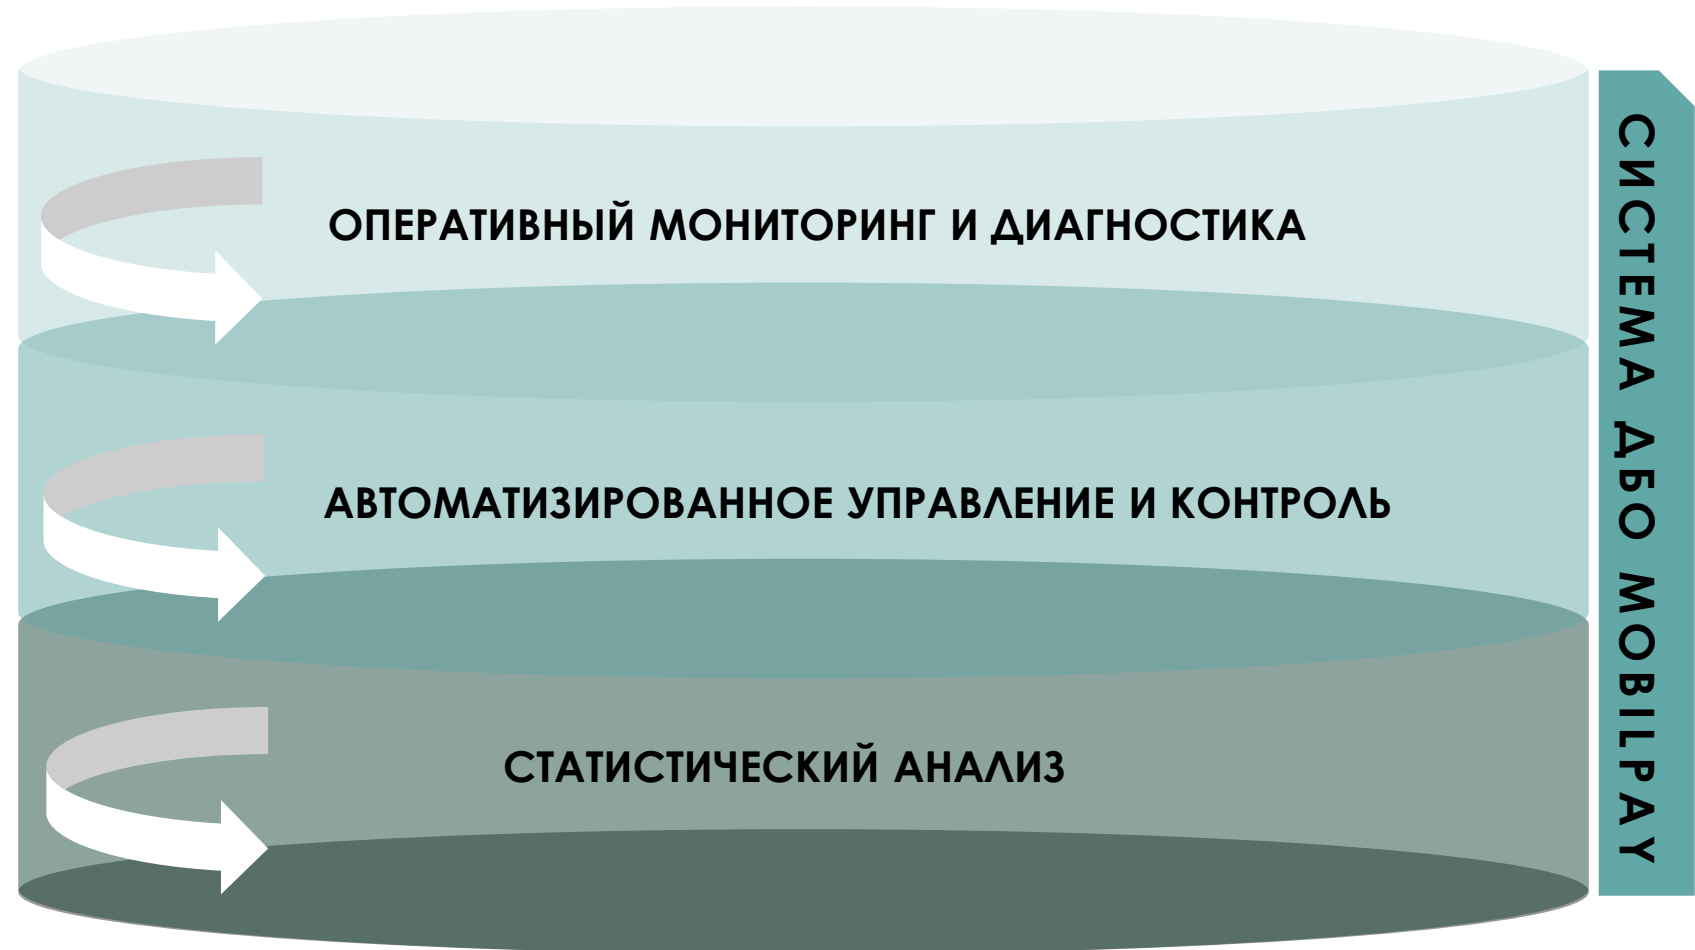 ОПЕРАТИВНЫЙ МОНИТОРИНГ И ДИАГНОСТИКА
АВТОМАТИЗИРОВАННОЕ УПРАВЛЕНИЕ И КОНТРОЛЬ
СТАТИСТИЧЕСКИЙ АНАЛИЗ
СИСТЕМА ДБО MOBILPAY